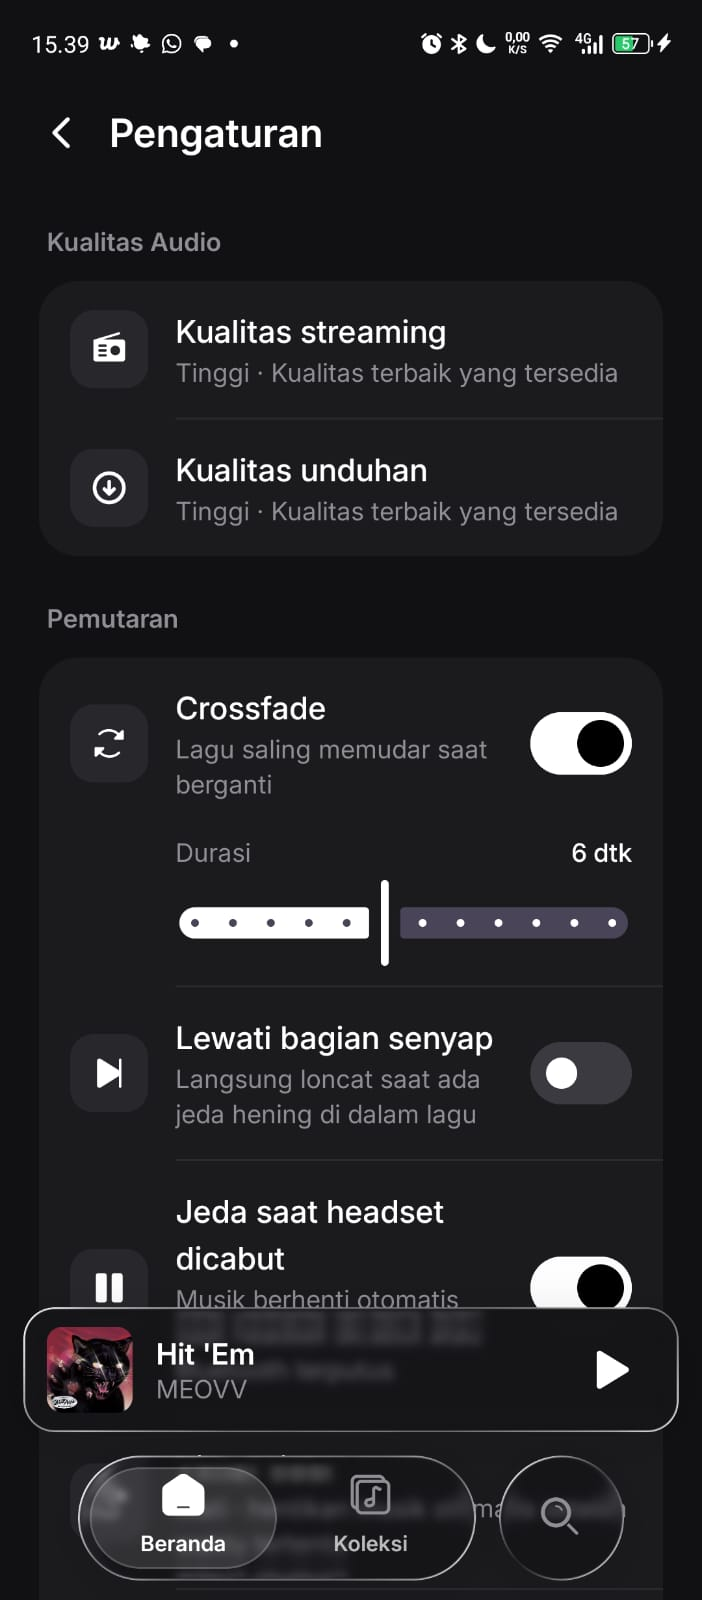 15.39
0,00
K/S
4G
57
Pengaturan
Kualitas Audio
Kualitas streaming
Tinggi · Kualitas terbaik yang tersedia
Kualitas unduhan
Tinggi · Kualitas terbaik yang tersedia
Pemutaran
Crossfade
Lagu saling memudar saat
berganti
Durasi
6 dtk
Lewati bagian senyap
Langsung loncat saat ada
jeda hening di dalam lagu
Jeda saat headset
dicabut
Musik berhenti otomatis
Hit 'Em
MEOVV
Beranda
Koleksi